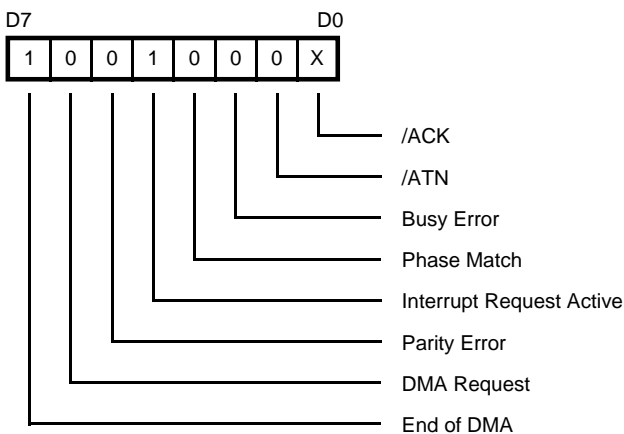 D7 D0
1 0 0 1 0 0 0 X
/ACK
/ATN
Busy Error
Phase Match
Interrupt Request Active
Parity Error
DMA Request
End of DMA